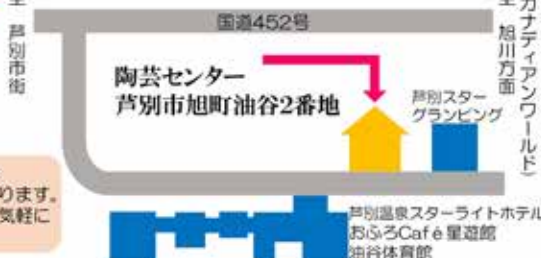 国道452号
芦別市街
旭川方面
カナディアンワールド）
陶芸センター
芦別市旭町油谷2番地
芦別スター
グランピング
ります。
気軽に
芦別温泉スターライトホテル
おふろCafé星遊館
油谷体育館